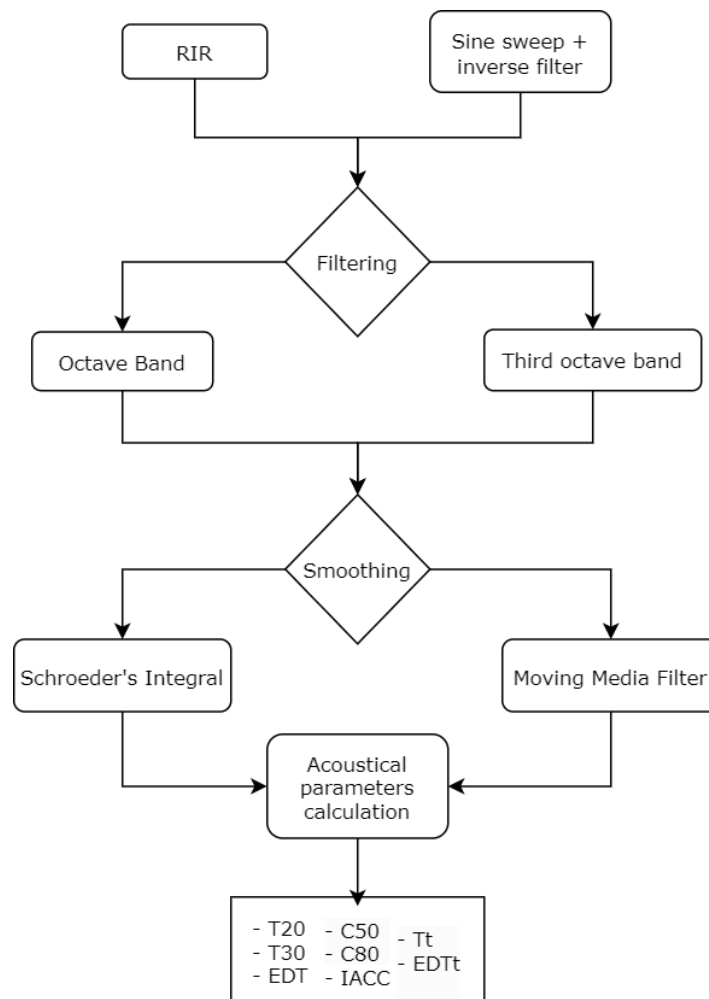 RIR
Sine sweep +
inverse filter
Filtering
Octave Band
Third octave band
Smoothing
Schroeder's Integral
Moving Media Filter
Acoustical
parameters
calculation
- T20
- T30
- EDT
- C50
- C80
- IACC
- Tt
- EDTt